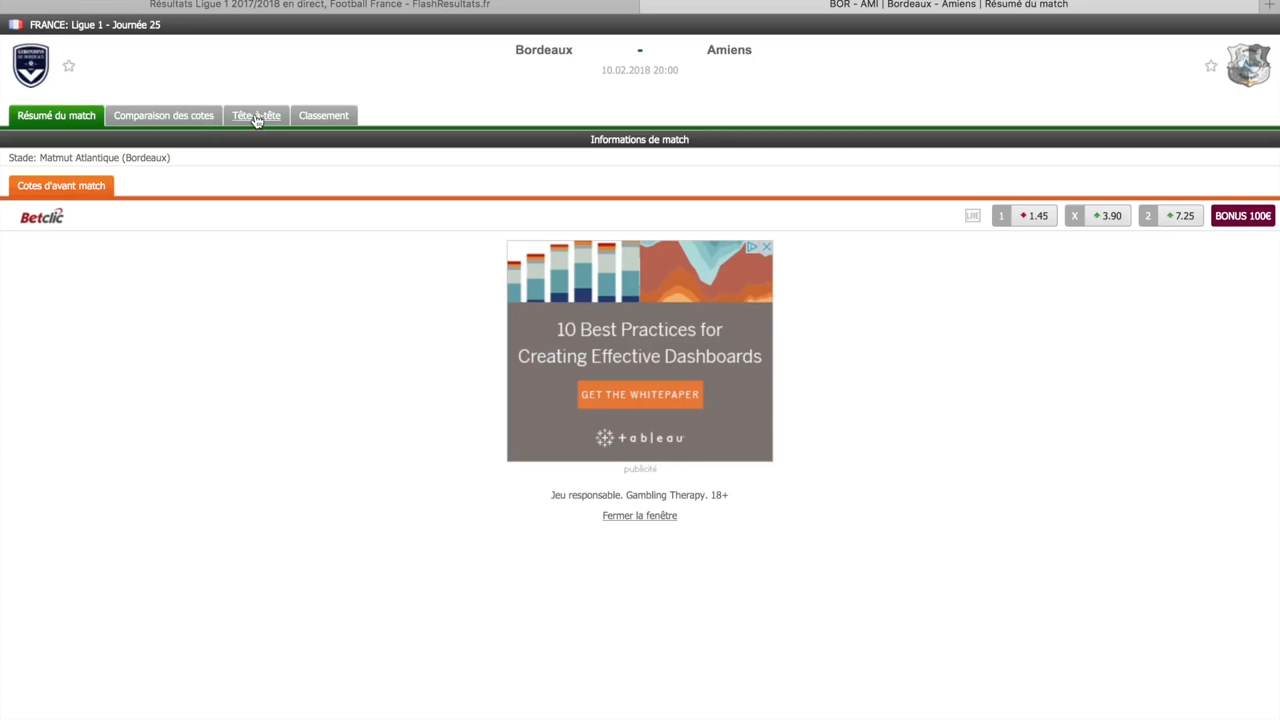 Résultats Ligue 1 2017/2018 en direct, Football France - FlashResultats.fr
BOR - AMI | Bordeaux - Amiens | Résumé du match
FRANCE: Ligue 1 - Journée 25
Bordeaux - Amiens
10.02.2018 20:00
Résumé du match Comparaison des cotes Tête-à-tête Classement
Informations de match
Stade: Matmut Atlantique (Bordeaux)
Cotes d'avant match
Betclic LIVE 1 1.45 X 3.90 2 7.25 BONUS 100€
10 Best Practices for
Creating Effective Dashboards
GET THE WHITEPAPER
+ableau
publicité
Jeu responsable. Gambling Therapy. 18+
Fermer la fenêtre